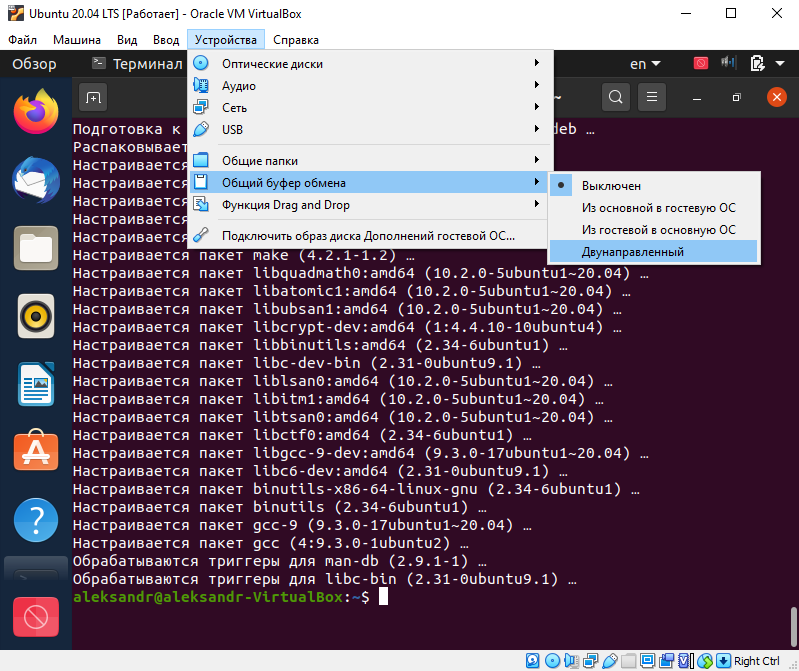 Ubuntu 20.04 LTS [Работает] - Oracle VM VirtualBox
Файл Машина Вид Ввод Устройства Справка
Обзор Терминал en
Оптические диски
Аудио
Сеть
USB
Общие папки
Общий буфер обмена
Функция Drag and Drop
Подключить образ диска Дополнений гостевой ОС...
Выключен
Из основной в гостевую ОС
Из гостевой в основную ОС
Двунаправленный
~
Подготовка к deb …
Распаковывает
Настраивается
Настраивается
Настраивается
Настраивается
Настраивается
Настраивается пакет make (4.2.1-1.2) …
Настраивается пакет libquadmath0:amd64 (10.2.0-5ubuntu1~20.04) …
Настраивается пакет libatomic1:amd64 (10.2.0-5ubuntu1~20.04) …
Настраивается пакет libubsan1:amd64 (10.2.0-5ubuntu1~20.04) …
Настраивается пакет libcrypt-dev:amd64 (1:4.4.10-10ubuntu4) …
Настраивается пакет libbinutils:amd64 (2.34-6ubuntu1) …
Настраивается пакет libc-dev-bin (2.31-0ubuntu9.1) …
Настраивается пакет liblsan0:amd64 (10.2.0-5ubuntu1~20.04) …
Настраивается пакет libitm1:amd64 (10.2.0-5ubuntu1~20.04) …
Настраивается пакет libtsan0:amd64 (10.2.0-5ubuntu1~20.04) …
Настраивается пакет libctf0:amd64 (2.34-6ubuntu1) …
Настраивается пакет libgcc-9-dev:amd64 (9.3.0-17ubuntu1~20.04) …
Настраивается пакет libc6-dev:amd64 (2.31-0ubuntu9.1) …
Настраивается пакет binutils-x86-64-linux-gnu (2.34-6ubuntu1) …
Настраивается пакет binutils (2.34-6ubuntu1) …
Настраивается пакет gcc-9 (9.3.0-17ubuntu1~20.04) …
Настраивается пакет gcc (4:9.3.0-1ubuntu2) …
Обрабатываются триггеры для man-db (2.9.1-1) …
Обрабатываются триггеры для libc-bin (2.31-0ubuntu9.1) …
aleksandr@aleksandr-VirtualBox:~$
Right Ctrl